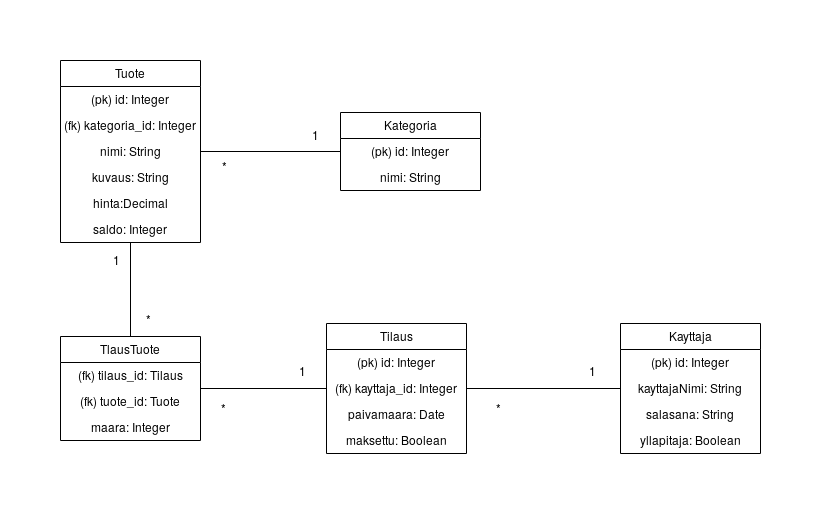 Tuote
(pk) id: Integer
(fk) kategoria_id: Integer
nimi: String
kuvaus: String
hinta:Decimal
saldo: Integer
1
*
Kategoria
(pk) id: Integer
nimi: String
1
*
TlausTuote
(fk) tilaus_id: Tilaus
(fk) tuote_id: Tuote
maara: Integer
1
*
Tilaus
(pk) id: Integer
(fk) kayttaja_id: Integer
paivamaara: Date
maksettu: Boolean
1
*
Kayttaja
(pk) id: Integer
kayttajaNimi: String
salasana: String
yllapitaja: Boolean